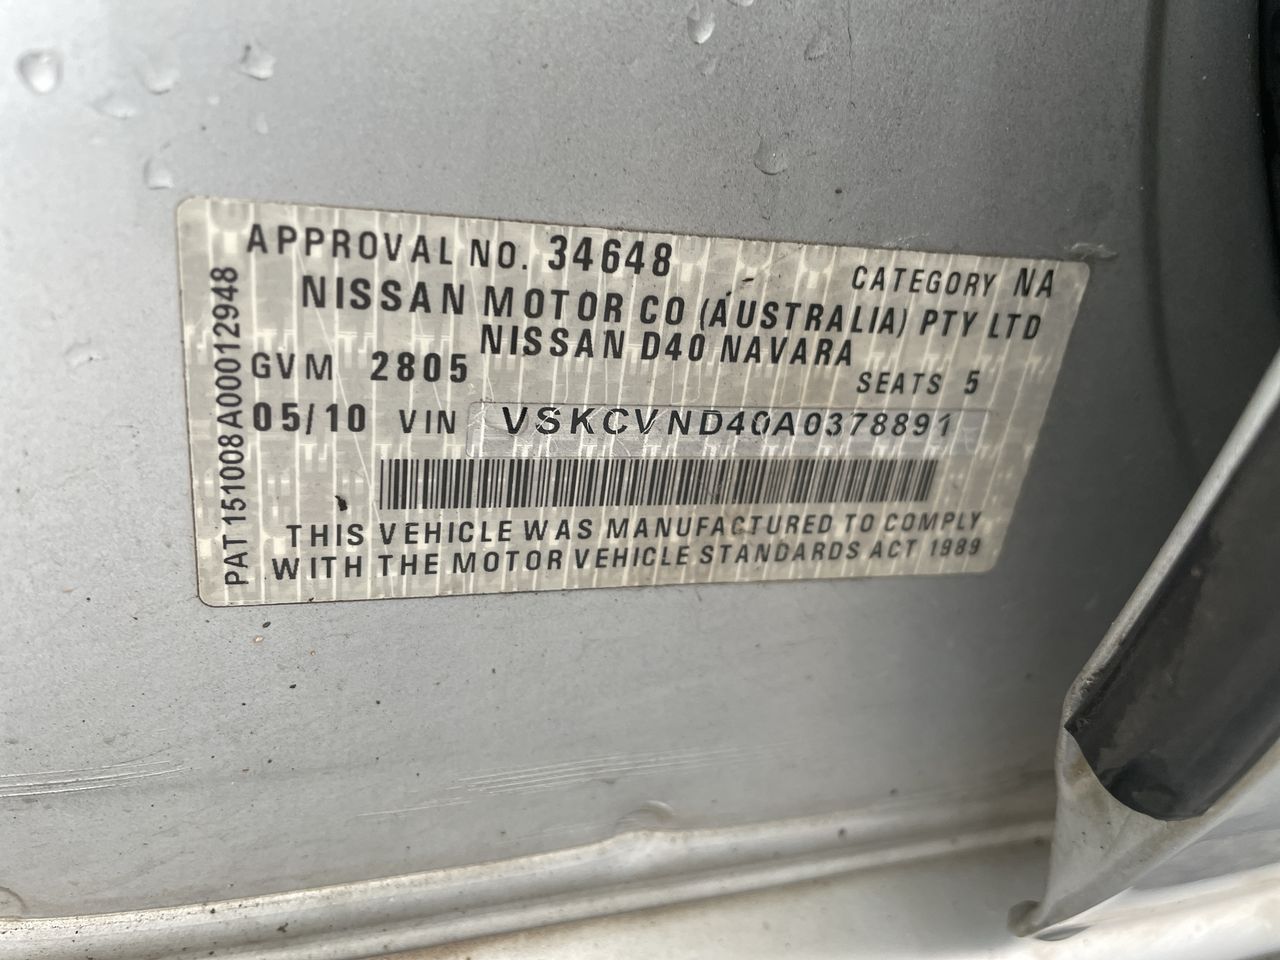 APPROVAL NO. 34648
CATEGORY NA
NISSAN MOTOR CO (AUSTRALIA) PTY LTD
NISSAN D40 NAVARA
GVM 2805
SEATS 5
05/10 VIN VSKCVND40A0378891
THIS VEHICLE WAS MANUFACTURED TO COMPLY
WITH THE MOTOR VEHICLE STANDARDS ACT 1989
PAT 151008A000012948